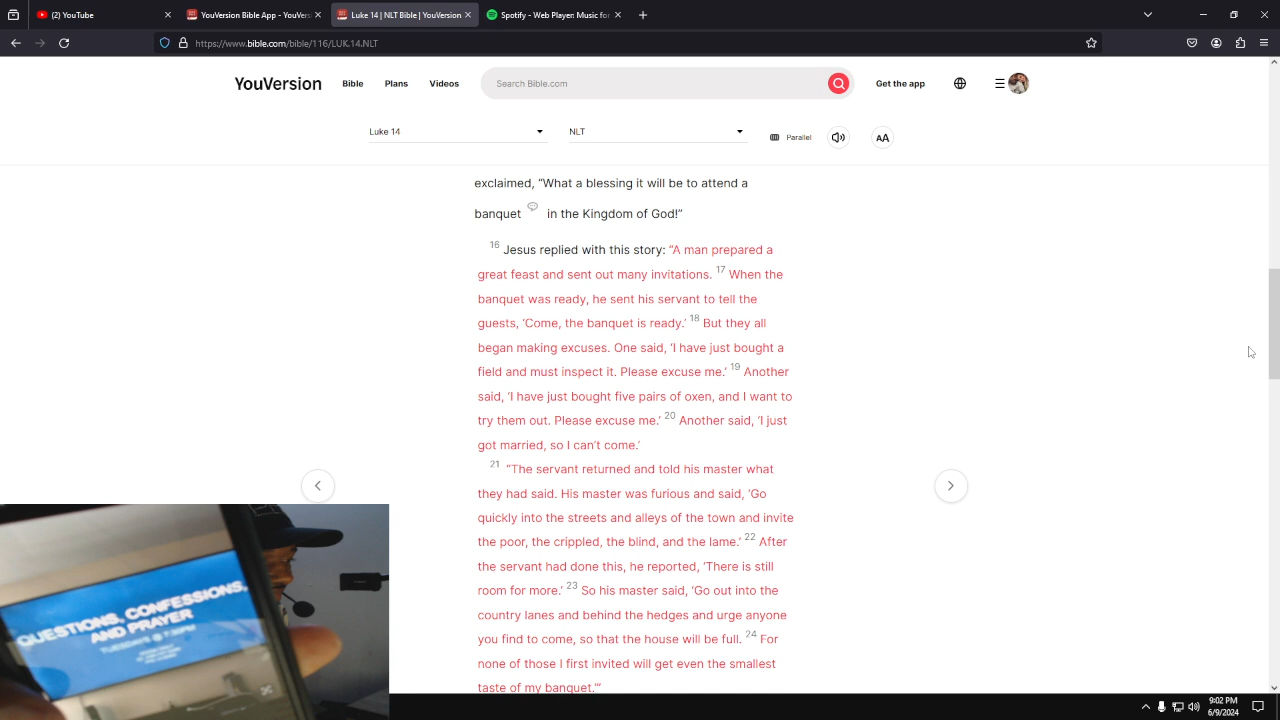 (2) YouTube
YouVersion Bible App - YouVe
Luke 14 | NLT Bible | YouVersion
Spotify - Web Player: Music for
https://www.bible.com/bible/116/LUK.14.NLT
YouVersion
Bible
Plans
Videos
Search Bible.com
Get the app
Luke 14
NLT
Parallel
AA
exclaimed, “What a blessing it will be to attend a
banquet in the Kingdom of God!”
16 Jesus replied with this story: “A man prepared a
great feast and sent out many invitations. 17 When the
banquet was ready, he sent his servant to tell the
guests, ‘Come, the banquet is ready.’ 18 But they all
began making excuses. One said, ‘I have just bought a
field and must inspect it. Please excuse me.’ 19 Another
said, ‘I have just bought five pairs of oxen, and I want to
try them out. Please excuse me.’ 20 Another said, ‘I just
got married, so I can’t come.’
21 “The servant returned and told his master what
they had said. His master was furious and said, ‘Go
quickly into the streets and alleys of the town and invite
the poor, the crippled, the blind, and the lame.’ 22 After
the servant had done this, he reported, ‘There is still
room for more.’ 23 So his master said, ‘Go out into the
country lanes and behind the hedges and urge anyone
you find to come, so that the house will be full. 24 For
none of those I first invited will get even the smallest
taste of my banquet.’”
ESTIONS, CONFESSIONS,
AND PRAYER
9:02 PM
6/9/2024